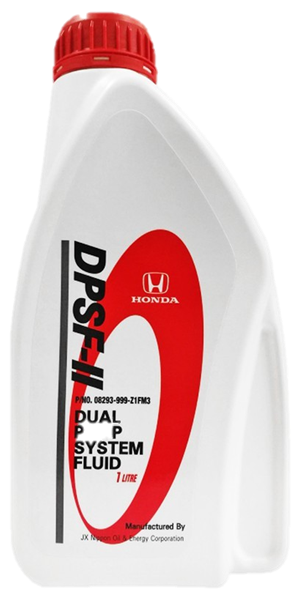 HONDA
DPSF-II
P/NO. 08293-999-Z1FM3
DUAL
SYSTEM
FLUID
1 LITRE
Manufactured By
JX Nippon Oil & Energy Corporation